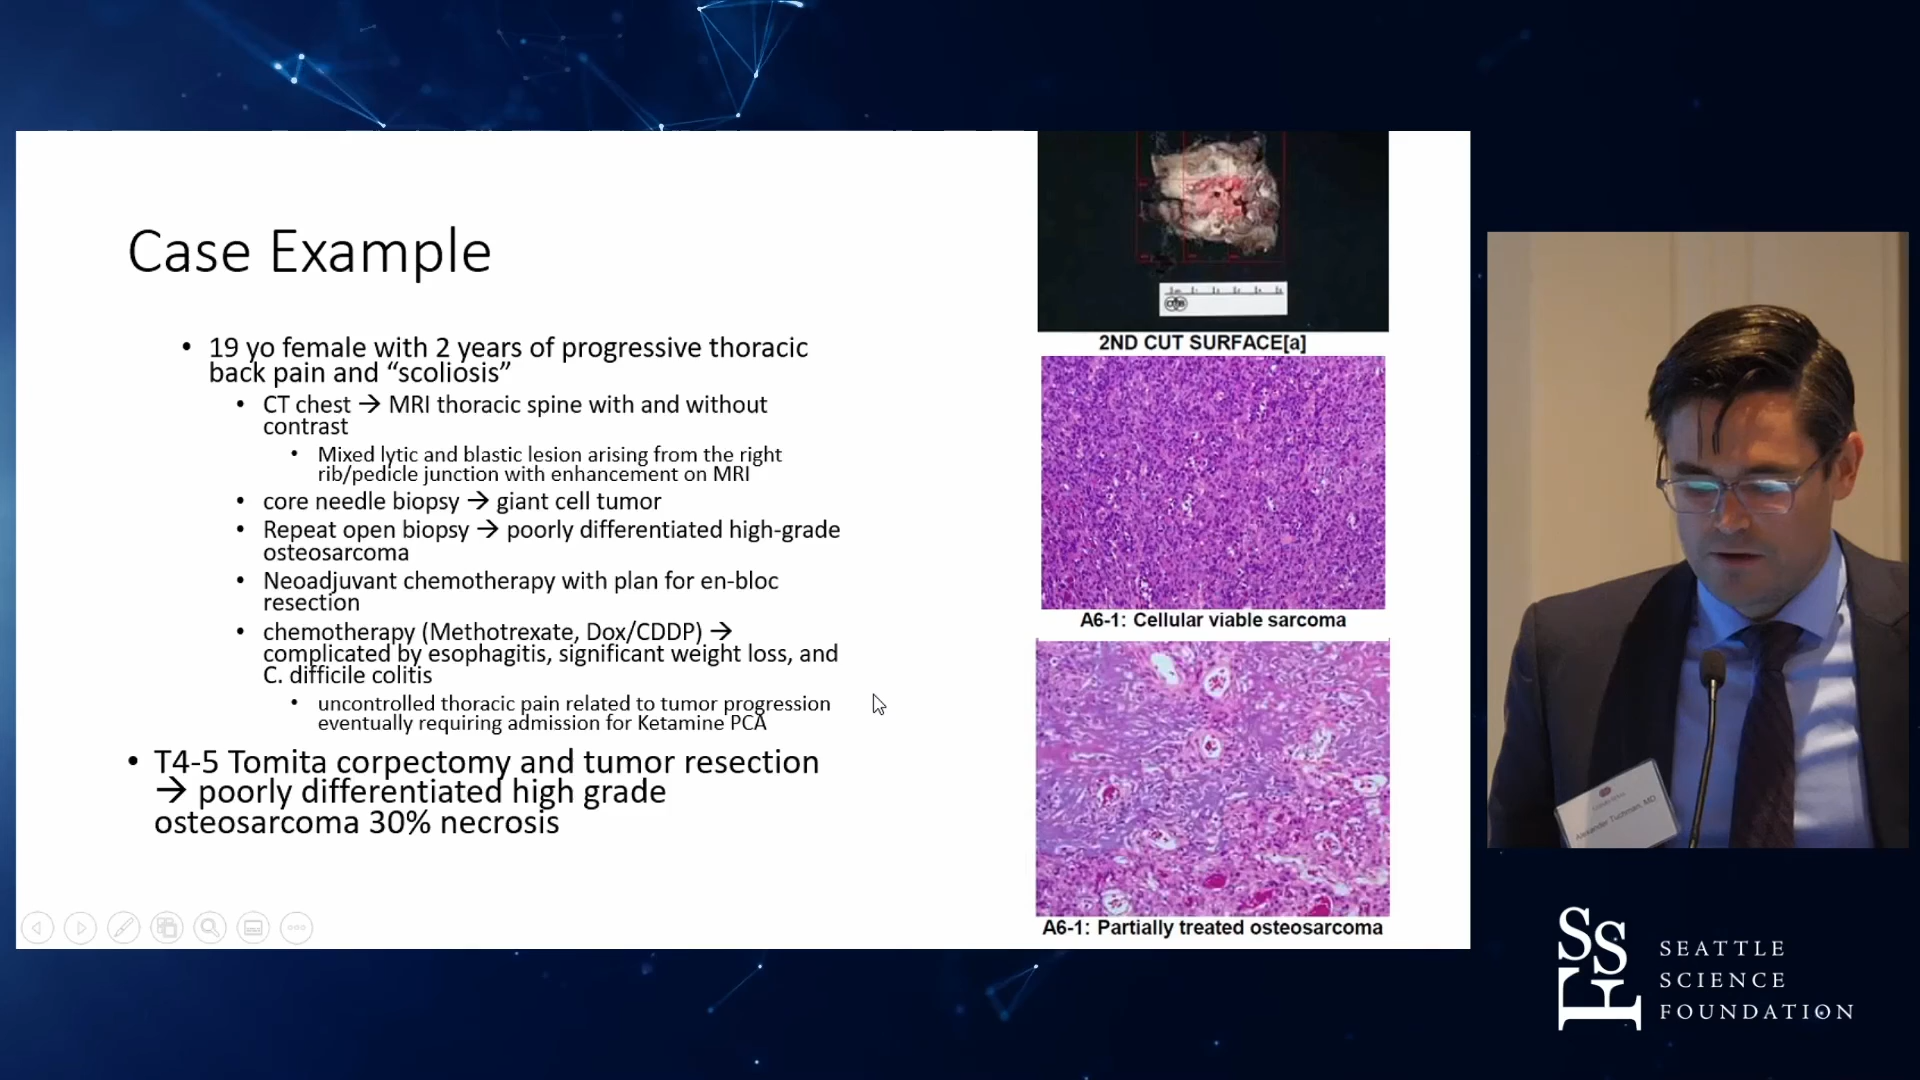 Case Example
• 19 yo female with 2 years of progressive thoracic
back pain and “scoliosis”
• CT chest → MRI thoracic spine with and without
contrast
• Mixed lytic and blastic lesion arising from the right
rib/pedicle junction with enhancement on MRI
• core needle biopsy → giant cell tumor
• Repeat open biopsy → poorly differentiated high-grade
osteosarcoma
• Neoadjuvant chemotherapy with plan for en-bloc
resection
• chemotherapy (Methotrexate, Dox/CDDP) →
complicated by esophagitis, significant weight loss, and
C. difficile colitis
• uncontrolled thoracic pain related to tumor progression
eventually requiring admission for Ketamine PCA
• T4-5 Tomita corpectomy and tumor resection
→ poorly differentiated high grade
osteosarcoma 30% necrosis
2ND CUT SURFACE[a]
A6-1: Cellular viable sarcoma
A6-1: Partially treated osteosarcoma
Alexander Tuchman, MD
SSF
SEATTLE
SCIENCE
FOUNDATION